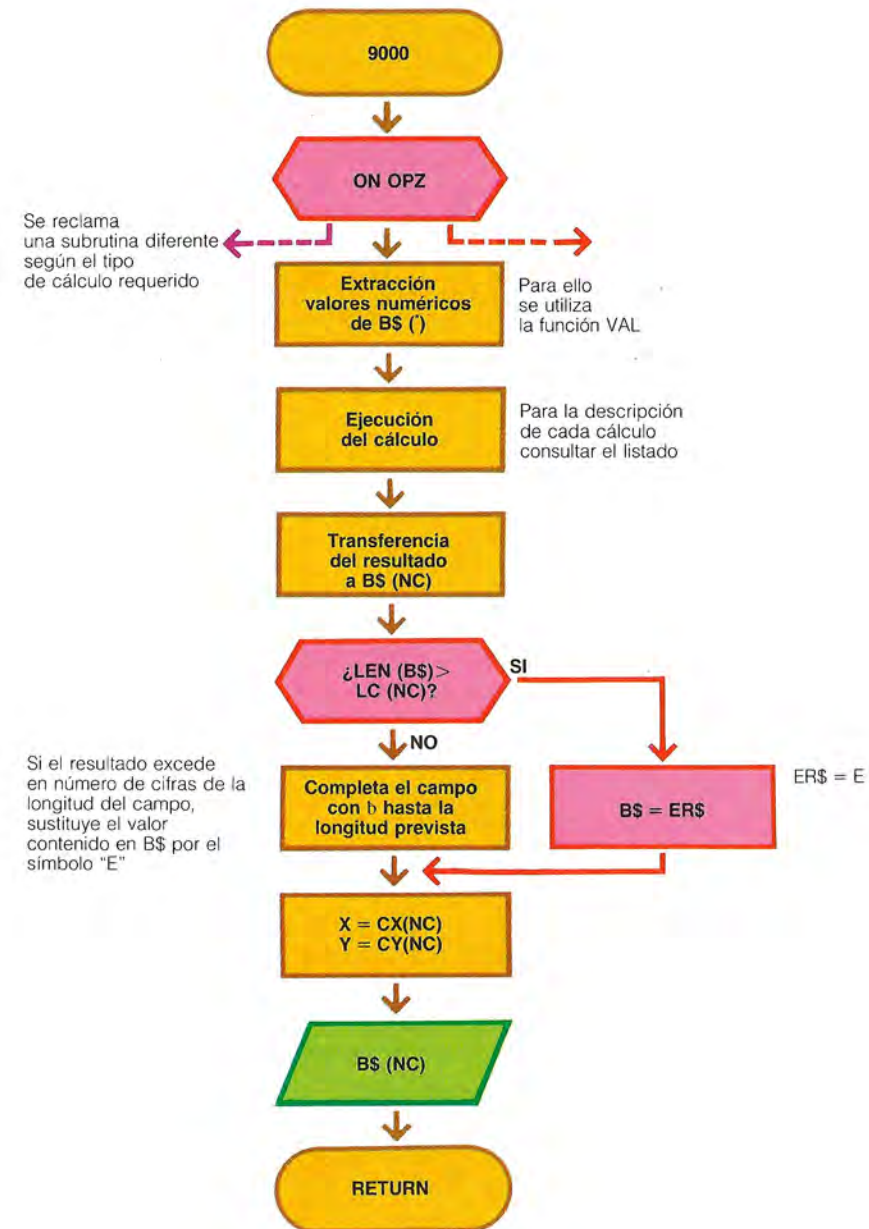 9000
ON OPZ
Se reclama
una subrutina diferente
según el tipo
de cálculo requerido
Extracción
valores numéricos
de B$ (*)
Para ello
se utiliza
la función VAL
Ejecución
del cálculo
Para la descripción
de cada cálculo
consultar el listado
Transferencia
del resultado
a B$ (NC)
¿LEN (B$)>
LC (NC)?
SI
NO
Si el resultado excede
en número de cifras de la
longitud del campo,
sustituye el valor
contenido en B$ por el
símbolo “E”
Completa el campo
con b hasta la
longitud prevista
B$ = ER$
ER$ = E
X = CX(NC)
Y = CY(NC)
B$ (NC)
RETURN